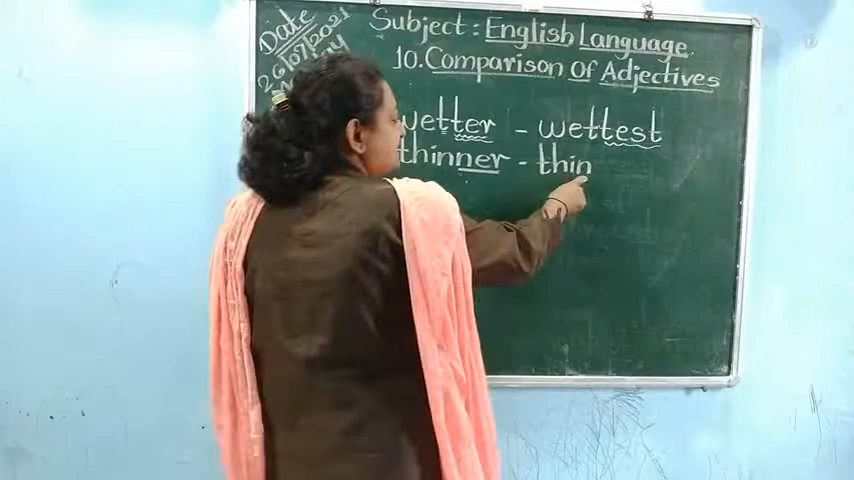 Date
26/07/2021
Subject : English Language
10. Comparison Of Adjectives
wetter - wettest
thinner - thin